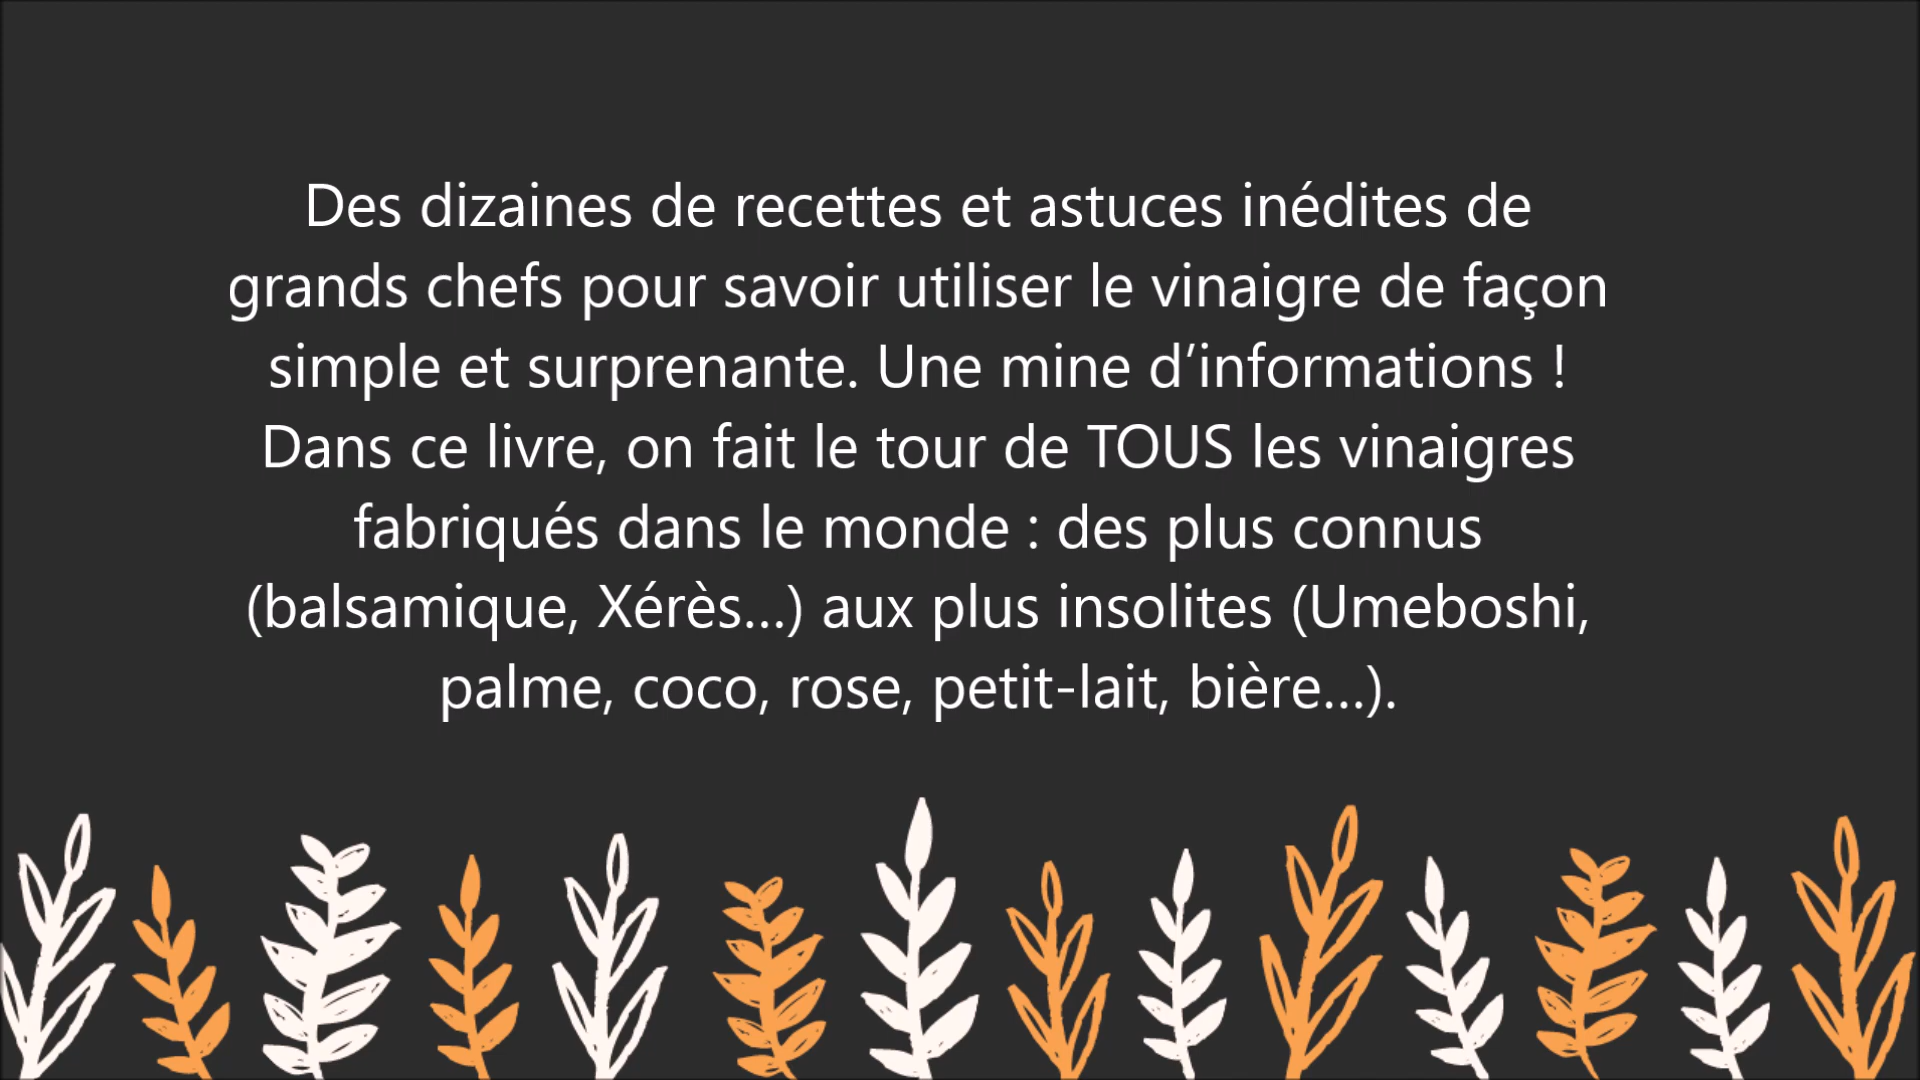 Des dizaines de recettes et astuces inédites de
grands chefs pour savoir utiliser le vinaigre de façon
simple et surprenante. Une mine d’informations !
Dans ce livre, on fait le tour de TOUS les vinaigres
fabriqués dans le monde : des plus connus
(balsamique, Xérès…) aux plus insolites (Umeboshi,
palme, coco, rose, petit-lait, bière…).